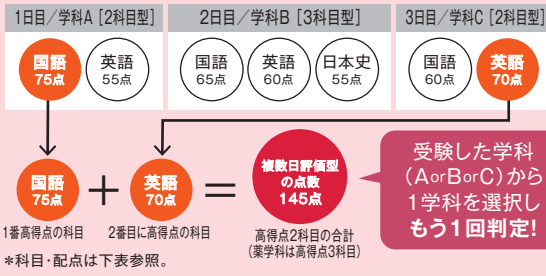 1日目／学科A［2科目型］
国語
75点
英語
55点
2日目／学科B［3科目型］
国語
65点
英語
60点
日本史
55点
3日目／学科C［2科目型］
国語
60点
英語
70点
国語
75点
+
英語
70点
=
複数日評価型
の点数
145点
1番高得点の科目
2番目に高得点の科目
高得点2科目の合計
（薬学科は高得点3科目）
受験した学科
（AorBorC）から
1学科を選択し
もう1回判定!
＊科目・配点は下表参照。